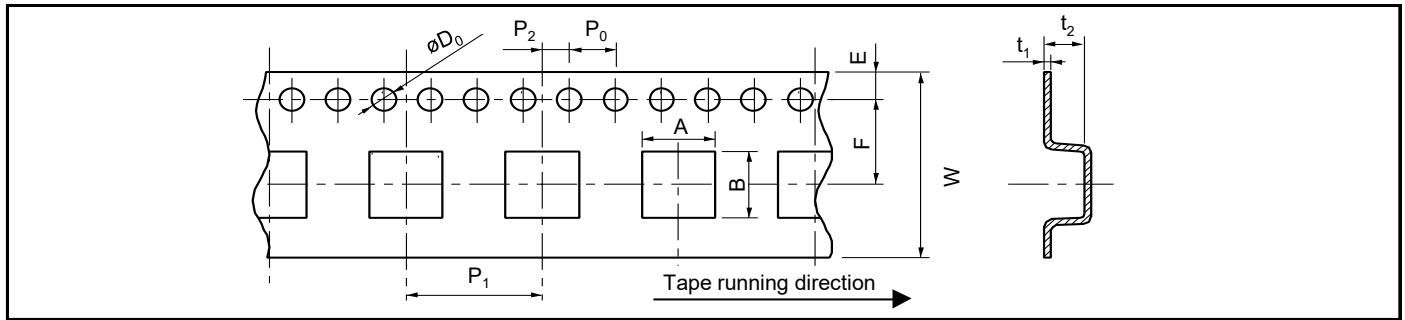 øD₀
P₂
P₀
E
t₁
t₂
A
F
B
W
P₁
Tape running direction